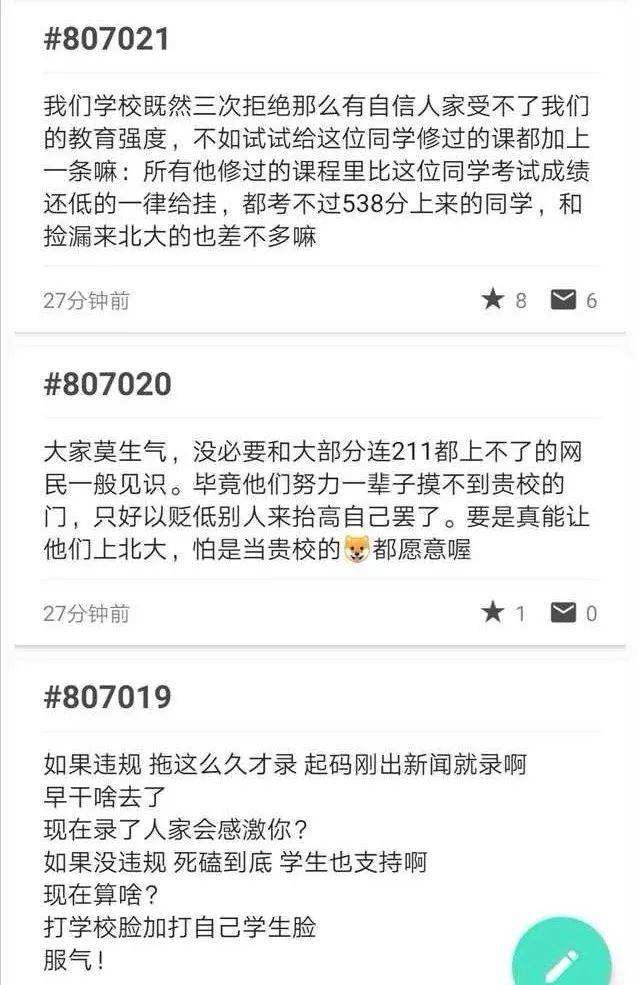 #807021
我们学校既然三次拒绝那么有自信人家受不了我们
的教育强度，不如试试给这位同学修过的课都加上
一条嘛：所有他修过的课程里比这位同学考试成绩
还低的一律给挂，都考不过538分上来的同学，和
捡漏来北大的也差不多嘛
27分钟前 8 6
#807020
大家莫生气，没必要和大部分连211都上不了的网
民一般见识。毕竟他们努力一辈子摸不到贵校的
门，只好以贬低别人来抬高自己罢了。要是真能让
他们上北大，怕是当贵校的🐶都愿意喔
27分钟前 1 0
#807019
如果违规 拖这么久才录 起码刚出新闻就录啊
早干啥去了
现在录了人家会感激你？
如果没违规 死磕到底 学生也支持啊
现在算啥？
打学校脸加打自己学生脸
服气！